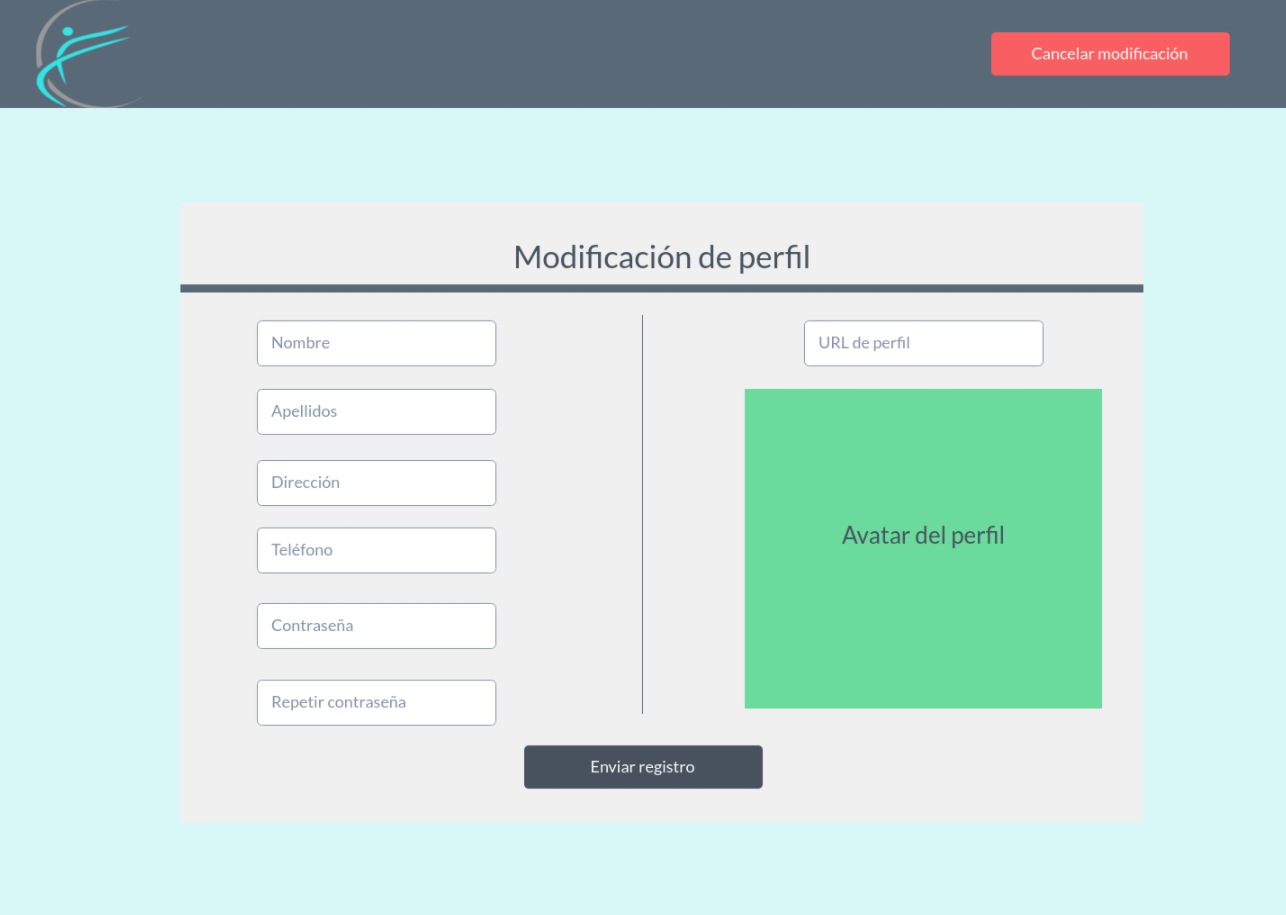 Cancelar modificación
Modificación de perfil
Nombre
Apellidos
Dirección
Teléfono
Contraseña
Repetir contraseña
URL de perfil
Avatar del perfil
Enviar registro